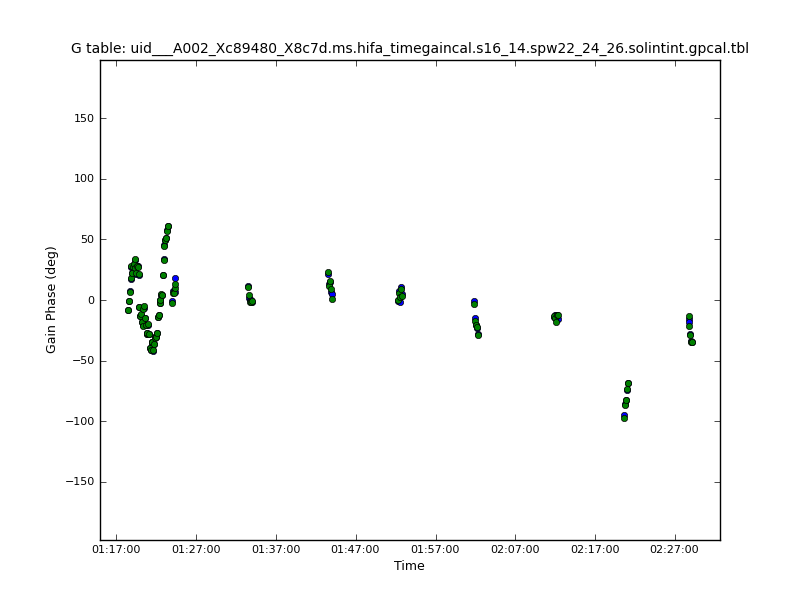 G table: uid___A002_Xc89480_X8c7d.ms.hifa_timegaincal.s16_14.spw22_24_26.solintint.gpcal.tbl
150
100
50
0
−50
−100
−150
Gain Phase (deg)
01:17:00 01:27:00 01:37:00 01:47:00 01:57:00 02:07:00 02:17:00 02:27:00
Time